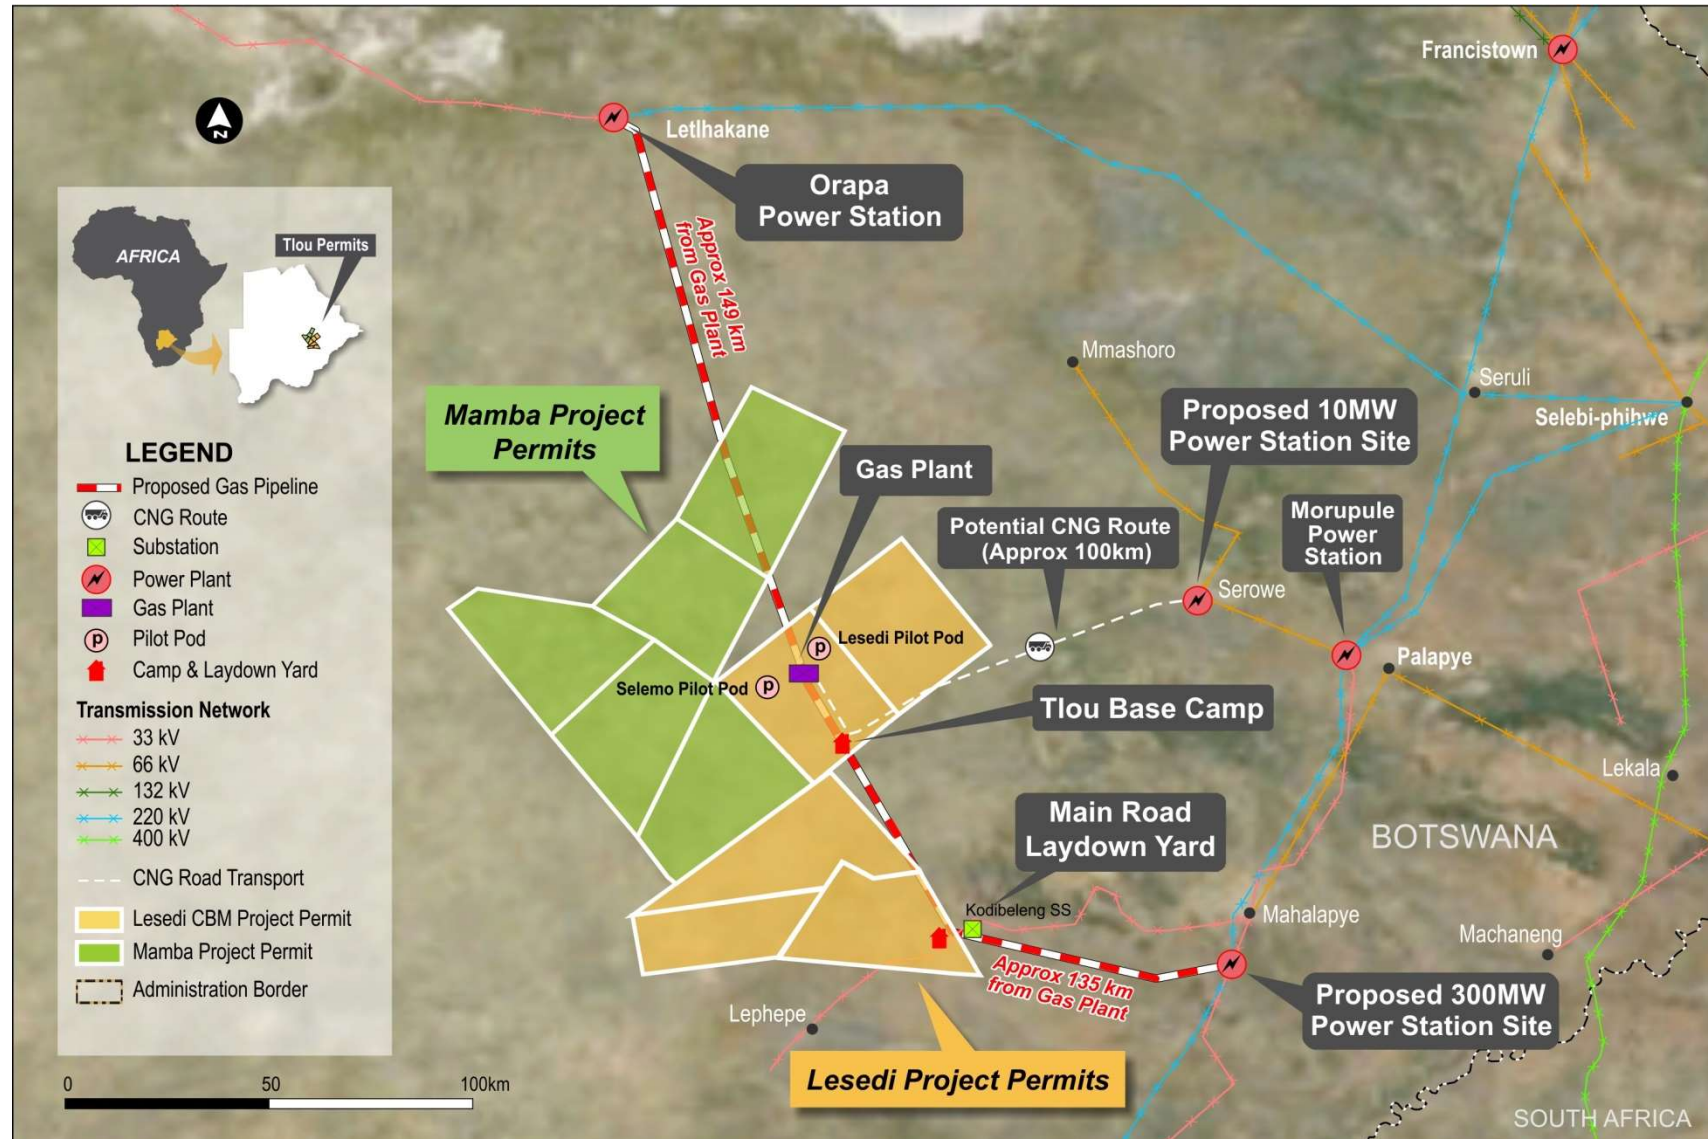 Francistown
Letlhakane
Orapa
Power Station
N
AFRICA
Tlou Permits
Approx 149 km
from Gas Plant
Mmashoro
Seruli
Selebi-phihwe
Mamba Project
Permits
Proposed 10MW
Power Station Site
Gas Plant
Potential CNG Route
(Approx 100km)
Morupule
Power
Station
Serowe
Palapye
P
Lesedi Pilot Pod
Selemo Pilot Pod
P
Tlou Base Camp
Lekala
BOTSWANA
Main Road
Laydown Yard
Kodibeleng SS
Mahalapye
Machaneng
Approx 135 km
from Gas Plant
Proposed 300MW
Power Station Site
Lephepe
Lesedi Project Permits
SOUTH AFRICA
LEGEND
Proposed Gas Pipeline
CNG Route
Substation
Power Plant
Gas Plant
P
Pilot Pod
Camp & Laydown Yard
Transmission Network
33 kV
66 kV
132 kV
220 kV
400 kV
CNG Road Transport
Lesedi CBM Project Permit
Mamba Project Permit
Administration Border
0 50 100km